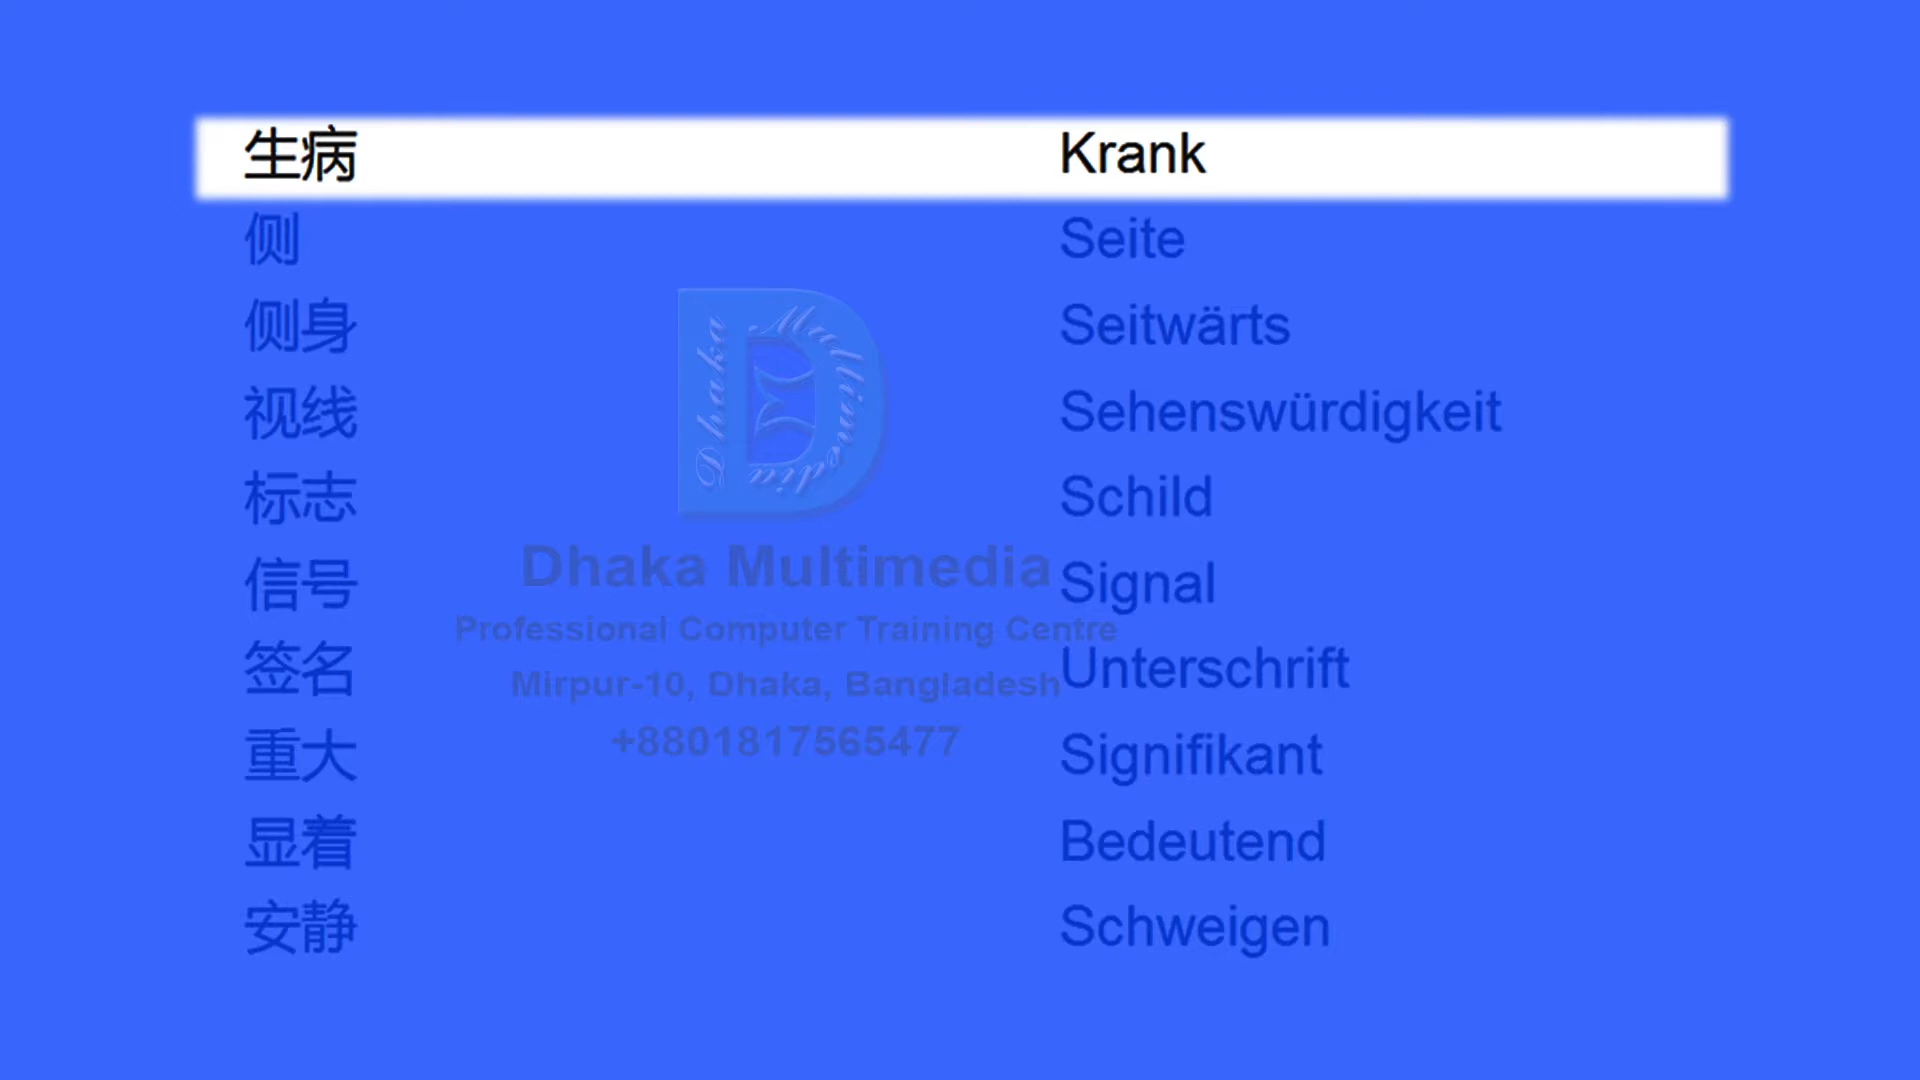 生病 Krank
侧 Seite
侧身 Seitwärts
视线 Sehenswürdigkeit
标志 Schild
信号 Signal
签名 Unterschrift
重大 Signifikant
显着 Bedeutend
安静 Schweigen
Dhaka Multimedia
Dhaka Multimedia
Professional Computer Training Centre
Mirpur-10, Dhaka, Bangladesh
+8801817565477